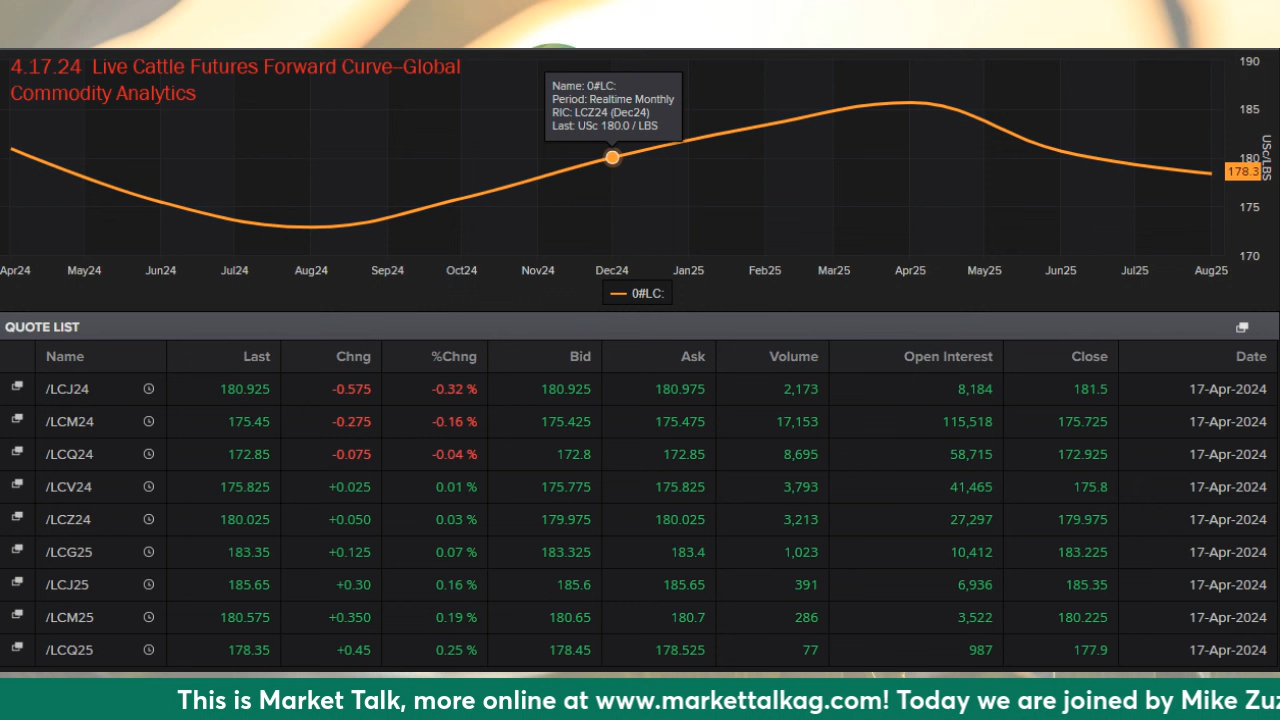 4.17.24 Live Cattle Futures Forward Curve--Global
Commodity Analytics
Name: 0#LC:
Period: Realtime Monthly
RIC: LCZ24 (Dec24)
Last: USc 180.0 / LBS
190
185
180
178.3
175
170
USc/LBS
Apr24 May24 Jun24 Jul24 Aug24 Sep24 Oct24 Nov24 Dec24 Jan25 Feb25 Mar25 Apr25 May25 Jun25 Jul25 Aug25
0#LC:
QUOTE LIST
Name Last Chng %Chng Bid Ask Volume Open Interest Close Date
/LCJ24 180.925 -0.575 -0.32 % 180.925 180.975 2,173 8,184 181.5 17-Apr-2024
/LCM24 175.45 -0.275 -0.16 % 175.425 175.475 17,153 115,518 175.725 17-Apr-2024
/LCQ24 172.85 -0.075 -0.04 % 172.8 172.85 8,695 58,715 172.925 17-Apr-2024
/LCV24 175.825 +0.025 0.01 % 175.775 175.825 3,793 41,465 175.8 17-Apr-2024
/LCZ24 180.025 +0.050 0.03 % 179.975 180.025 3,213 27,297 179.975 17-Apr-2024
/LCG25 183.35 +0.125 0.07 % 183.325 183.4 1,023 10,412 183.225 17-Apr-2024
/LCJ25 185.65 +0.30 0.16 % 185.6 185.65 391 6,936 185.35 17-Apr-2024
/LCM25 180.575 +0.350 0.19 % 180.65 180.7 286 3,522 180.225 17-Apr-2024
/LCQ25 178.35 +0.45 0.25 % 178.45 178.525 77 987 177.9 17-Apr-2024
This is Market Talk, more online at www.markettalkag.com! Today we are joined by Mike Zuz